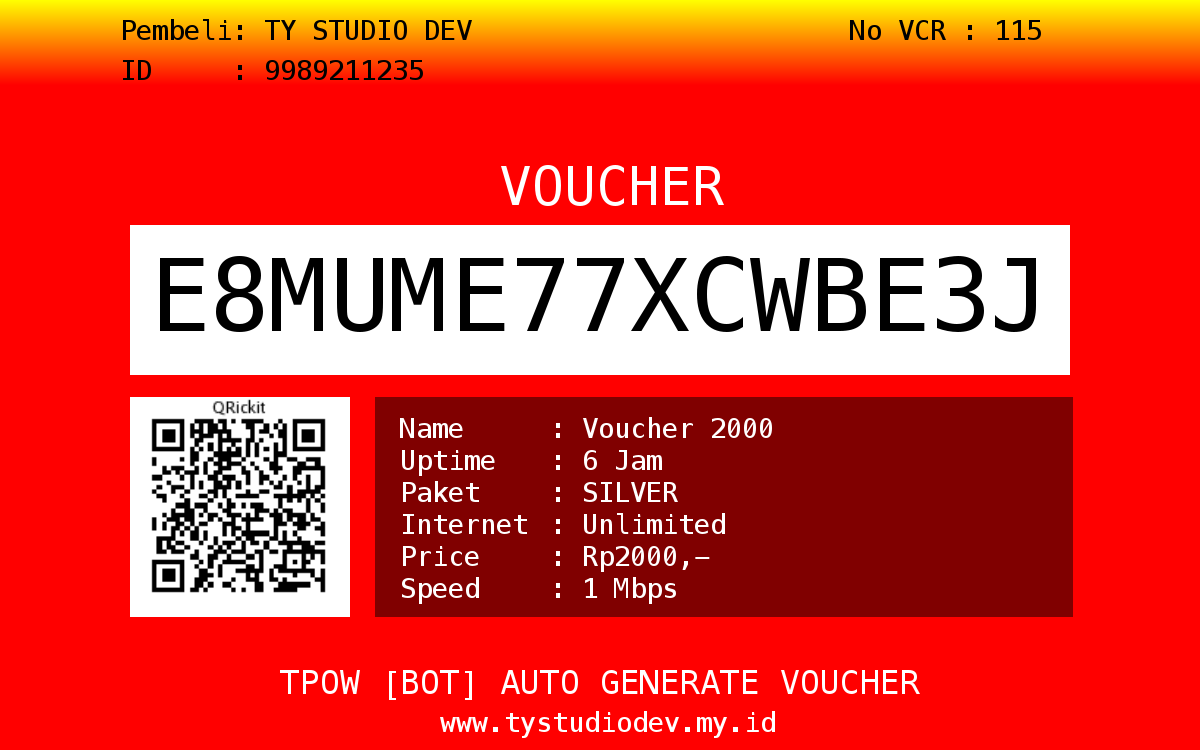 Pembeli: TY STUDIO DEV No VCR : 115
ID : 9989211235
VOUCHER
E8MUME77XCWBE3J
QRickit
Name : Voucher 2000
Uptime : 6 Jam
Paket : SILVER
Internet : Unlimited
Price : Rp2000,–
Speed : 1 Mbps
TPOW [BOT] AUTO GENERATE VOUCHER
www.tystudiodev.my.id